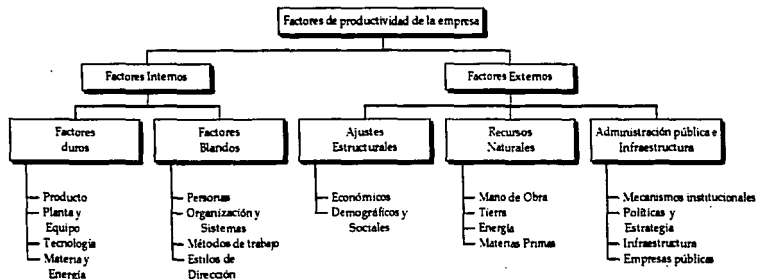 Factores de productividad de la empresa
Factores Internos
Factores Externos
Factores
duros
Factores
Blandos
Ajustes
Estructurales
Recursos
Naturales
Administración pública e
Infraestructura
Producto
Planta y
Equipo
Tecnología
Materia y
Energía
Personas
Organización y
Sistemas
Métodos de trabajo
Estilos de
Dirección
Económicos
Demográficos y
Sociales
Mano de Obra
Tierra
Energía
Materias Primas
Mecanismos institucionales
Políticas y
Estrategia
Infraestructura
Empresas públicas